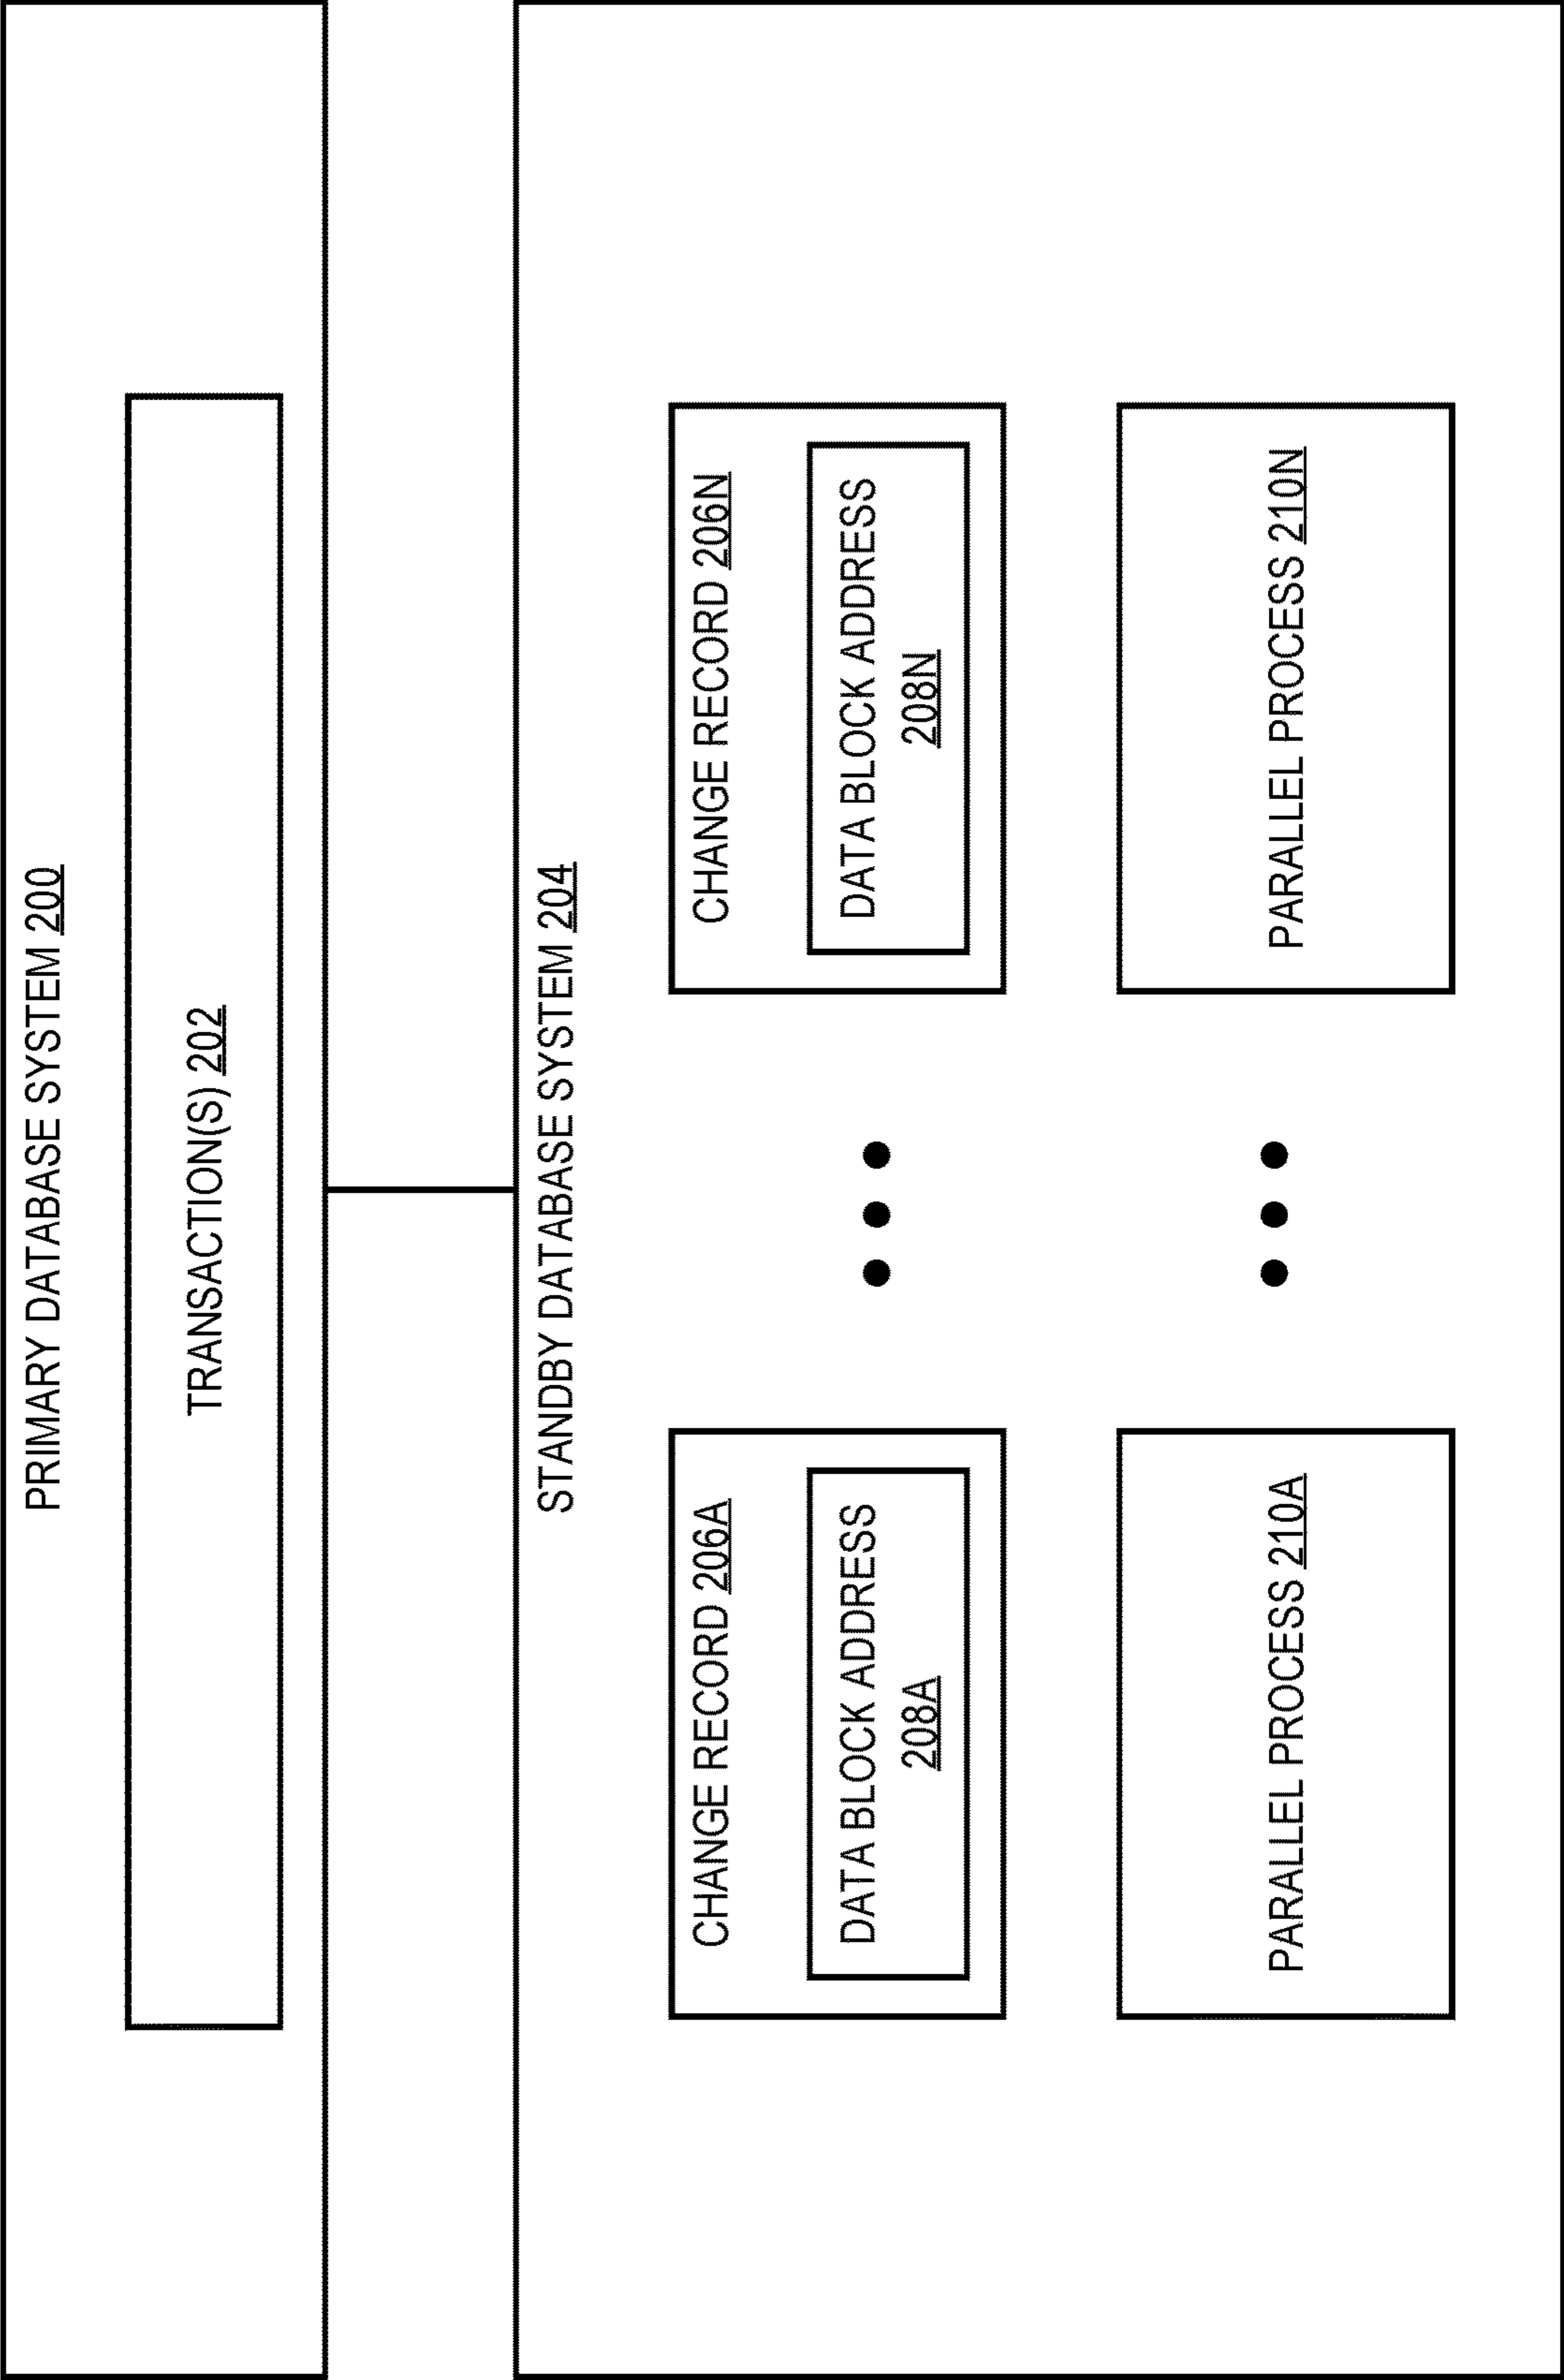 PRIMARY DATABASE SYSTEM 200
TRANSACTION(S) 202
STANDBY DATABASE SYSTEM 204
CHANGE RECORD 206A
DATA BLOCK ADDRESS
208A
CHANGE RECORD 206N
DATA BLOCK ADDRESS
208N
PARALLEL PROCESS 210A
PARALLEL PROCESS 210N